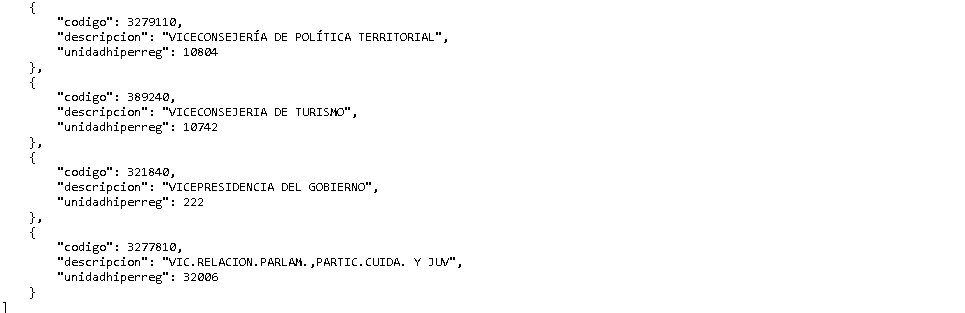 {
"codigo": 3279110,
"descripcion": "VICECONSEJERÍA DE POLÍTICA TERRITORIAL",
"unidadhiperreg": 10804
},
{
"codigo": 389240,
"descripcion": "VICECONSEJERIA DE TURISMO",
"unidadhiperreg": 10742
},
{
"codigo": 321840,
"descripcion": "VICEPRESIDENCIA DEL GOBIERNO",
"unidadhiperreg": 222
},
{
"codigo": 3277810,
"descripcion": "VIC.RELACION.PARLAM.,PARTIC.CUIDA. Y JUV",
"unidadhiperreg": 32006
}
]